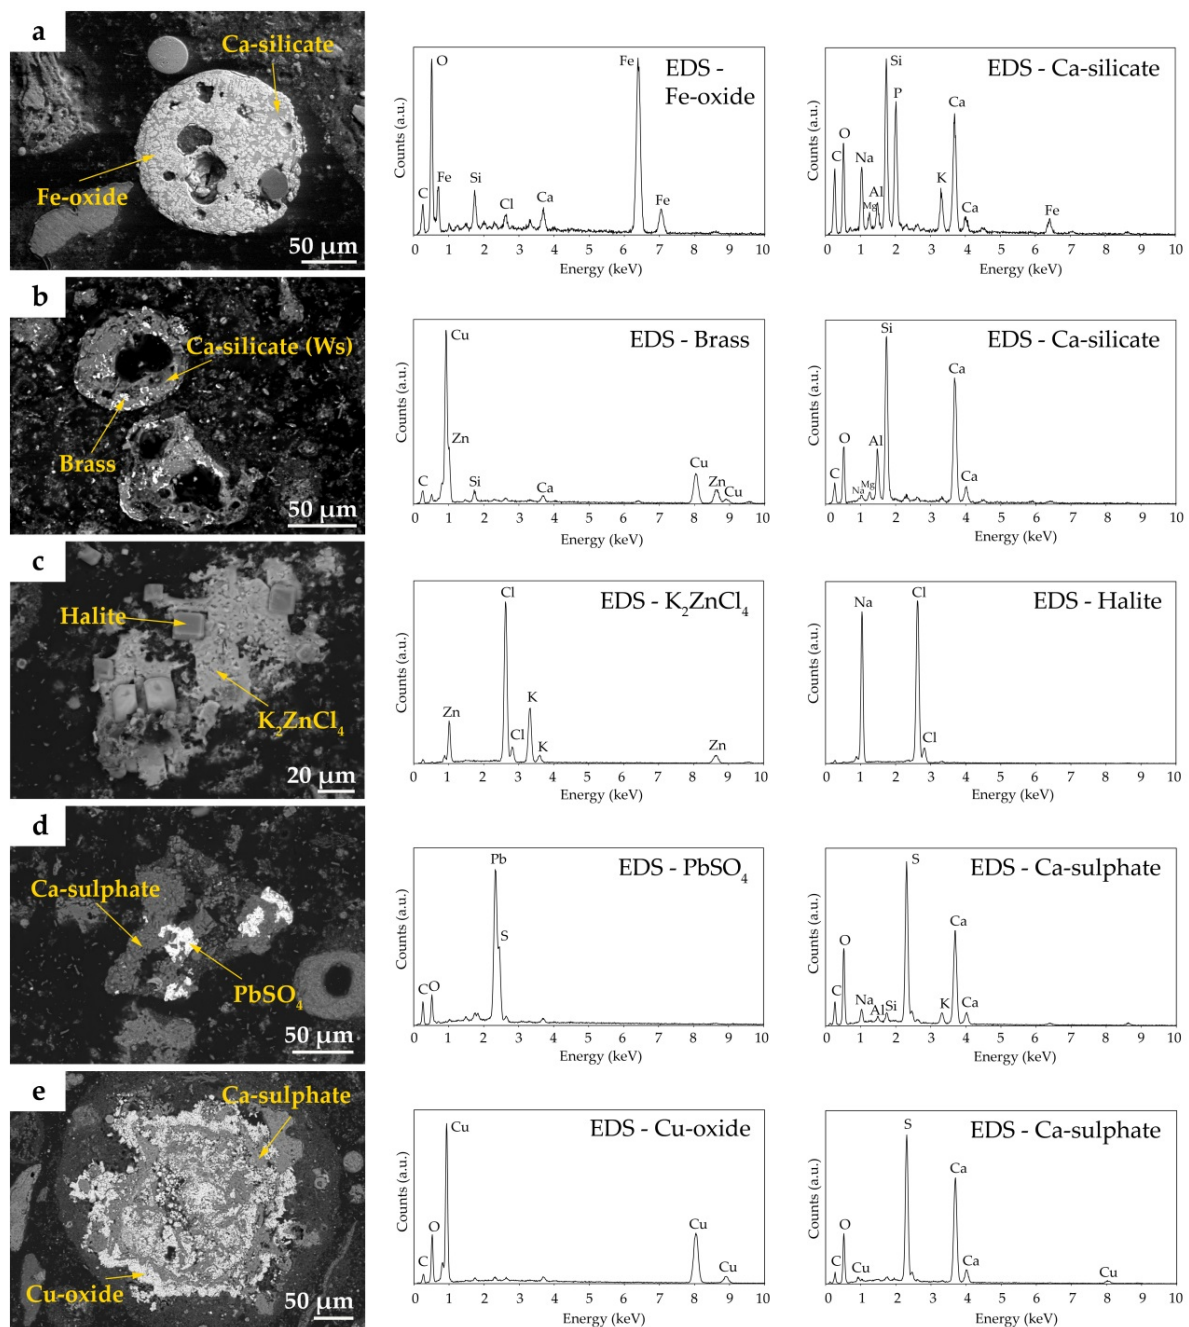 a
Ca-silicate
Fe-oxide
50 µm
Counts (a.u.)
EDS - Fe-oxide
C
O
Fe
Si
Cl
Ca
Fe
Fe
0 1 2 3 4 5 6 7 8 9 10
Energy (keV)
Counts (a.u.)
EDS - Ca-silicate
C
O
Na
Mg
Al
Si
P
K
Ca
Ca
Fe
0 1 2 3 4 5 6 7 8 9 10
Energy (keV)
b
Ca-silicate (Ws)
Brass
50 µm
Counts (a.u.)
EDS - Brass
C
Cu
Zn
Si
Ca
Cu
Zn
Cu
0 1 2 3 4 5 6 7 8 9 10
Energy (keV)
Counts (a.u.)
EDS - Ca-silicate
C
O
Na
Mg
Al
Si
Ca
Ca
0 1 2 3 4 5 6 7 8 9 10
Energy (keV)
c
Halite
K₂ZnCl₄
20 µm
Counts (a.u.)
EDS - K₂ZnCl₄
Zn
Cl
Cl
K
K
Zn
0 1 2 3 4 5 6 7 8 9 10
Energy (keV)
Counts (a.u.)
EDS - Halite
Na
Cl
Cl
0 1 2 3 4 5 6 7 8 9 10
Energy (keV)
d
Ca-sulphate
PbSO₄
50 µm
Counts (a.u.)
EDS - PbSO₄
C
O
Pb
S
0 1 2 3 4 5 6 7 8 9 10
Energy (keV)
Counts (a.u.)
EDS - Ca-sulphate
C
O
Na
Al
Si
S
K
Ca
Ca
0 1 2 3 4 5 6 7 8 9 10
Energy (keV)
e
Ca-sulphate
Cu-oxide
50 µm
Counts (a.u.)
EDS - Cu-oxide
C
O
Cu
Cu
Cu
0 1 2 3 4 5 6 7 8 9 10
Energy (keV)
Counts (a.u.)
EDS - Ca-sulphate
C
O
Cu
S
Ca
Ca
Cu
0 1 2 3 4 5 6 7 8 9 10
Energy (keV)